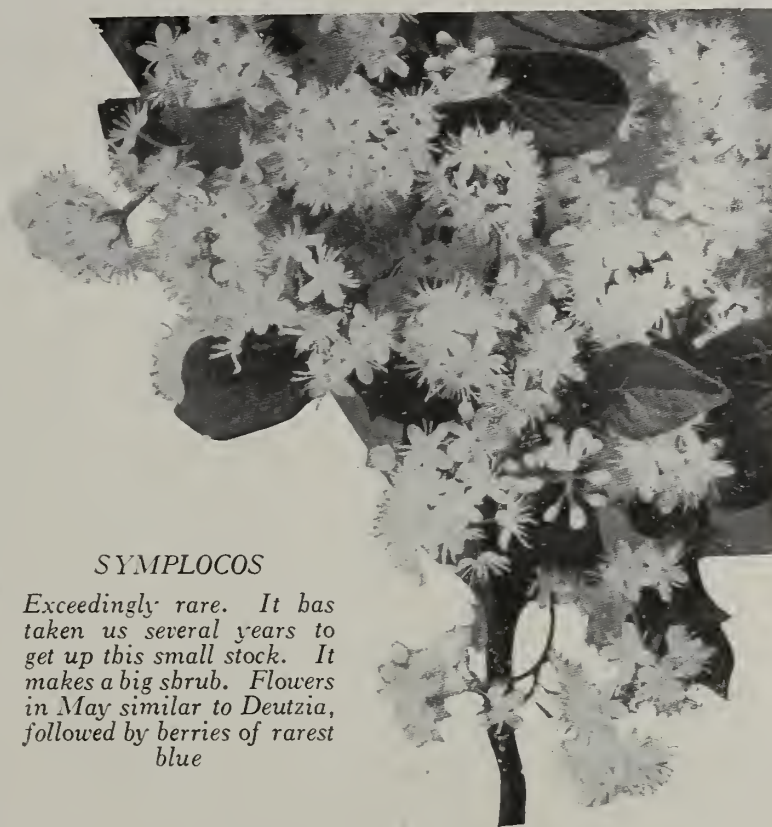 SYMPLOCOS
Exceedingly rare. It has
taken us several years to
get up this small stock. It
makes a big shrub. Flowers
in May similar to Deutzia,
followed by berries of rarest
blue